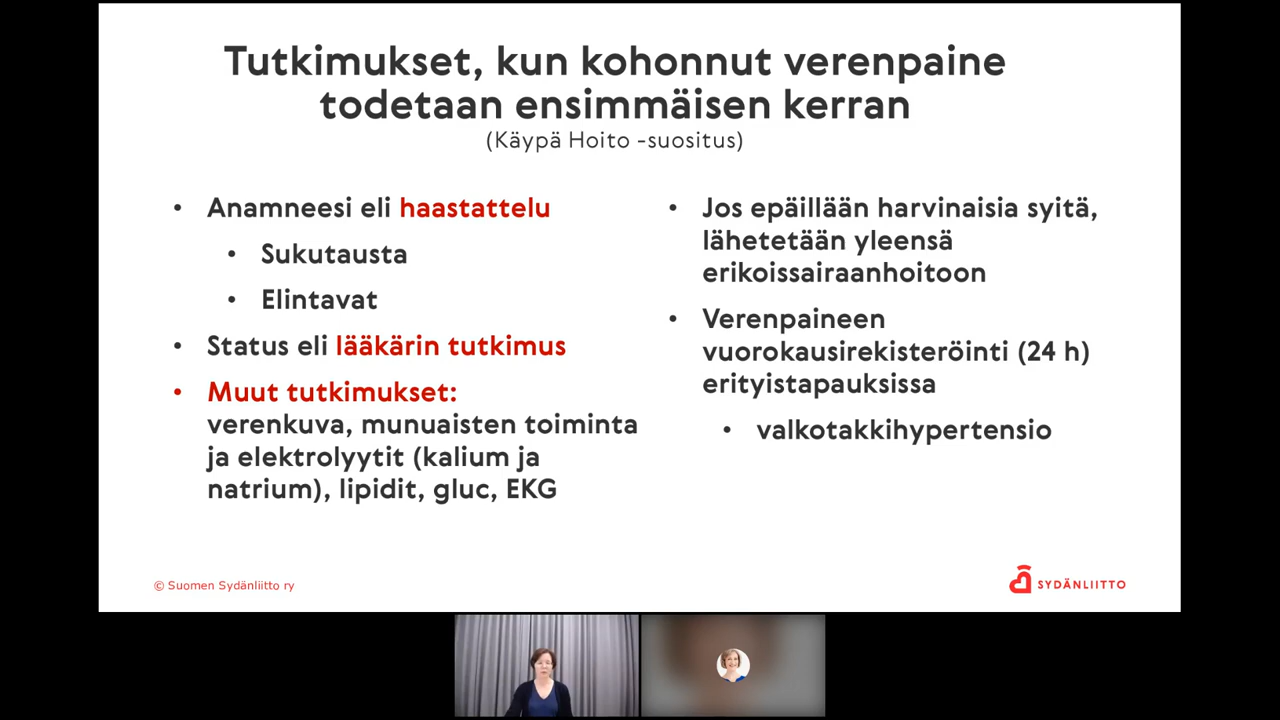 Tutkimukset, kun kohonnut verenpaine
todetaan ensimmäisen kerran
(Käypä Hoito -suositus)
• Anamneesi eli haastattelu
• Sukutausta
• Elintavat
• Status eli lääkärin tutkimus
• Muut tutkimukset:
verenkuva, munuaisten toiminta
ja elektrolyytit (kalium ja
natrium), lipidit, gluc, EKG
• Jos epäillään harvinaisia syitä,
lähetetään yleensä
erikoissairaanhoitoon
• Verenpaineen
vuorokausirekisteröinti (24 h)
erityistapauksissa
• valkotakkihypertensio
© Suomen Sydänliitto ry
SYDÄNLIITTO